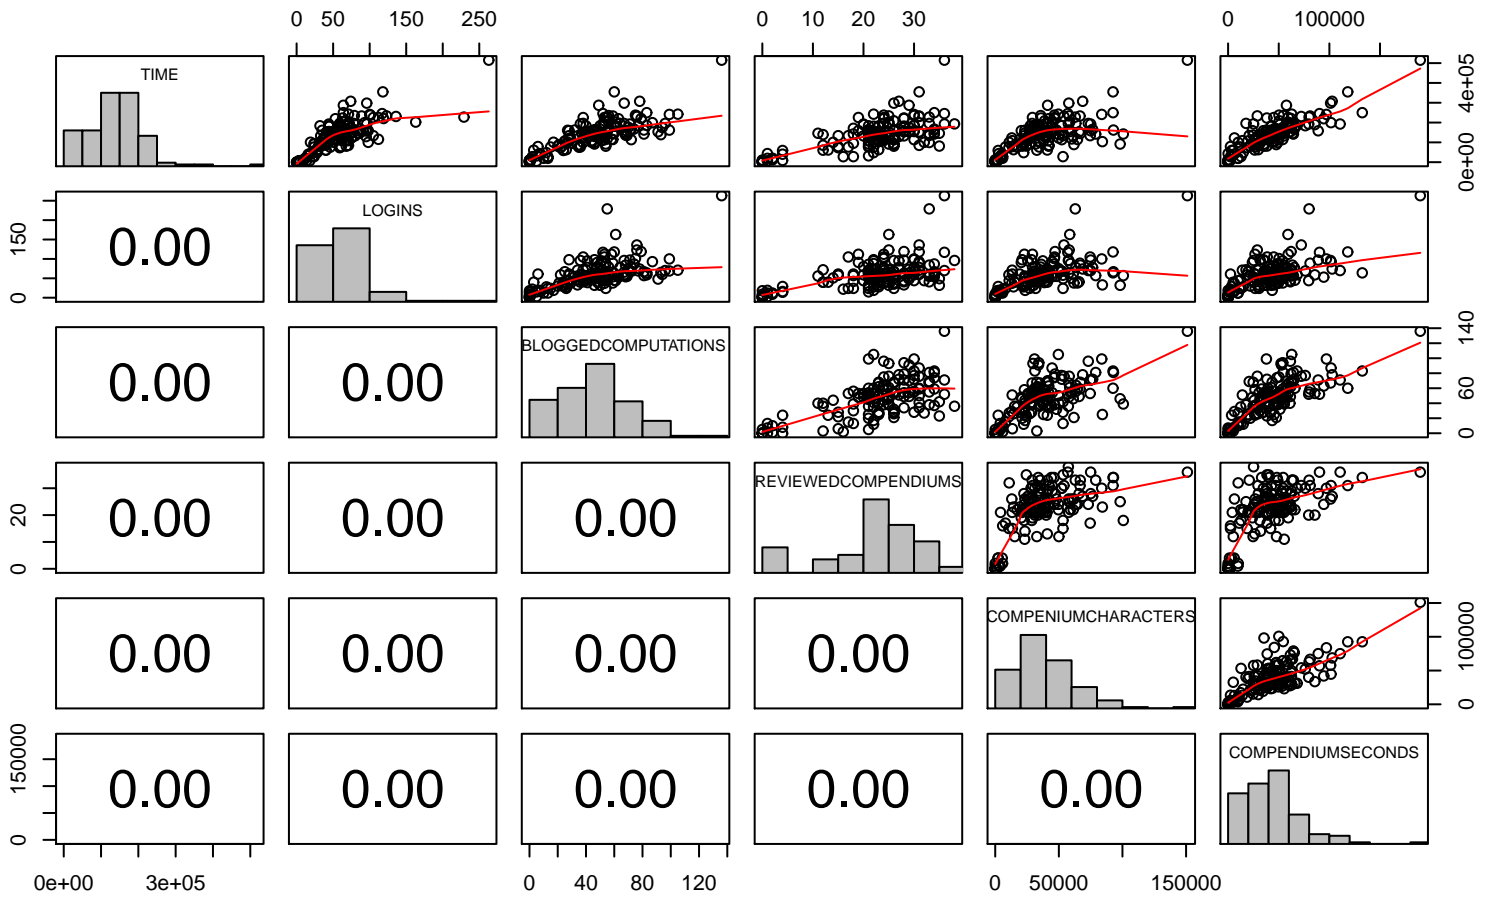 0 50 150 250 0 10 20 30 0 100000
TIME
0e+00 4e+05
0.00 LOGINS
0 150
0.00 0.00 BLOGGEDCOMPUTATIONS
0 60 140
0.00 0.00 0.00 REVIEWEDCOMPENDIUMS
0 20
0.00 0.00 0.00 0.00 COMPENIUMCHARACTERS
0 100000
0.00 0.00 0.00 0.00 0.00 COMPENDIUMSECONDS
0 150000
0e+00 3e+05 0 40 80 120 0 50000 150000